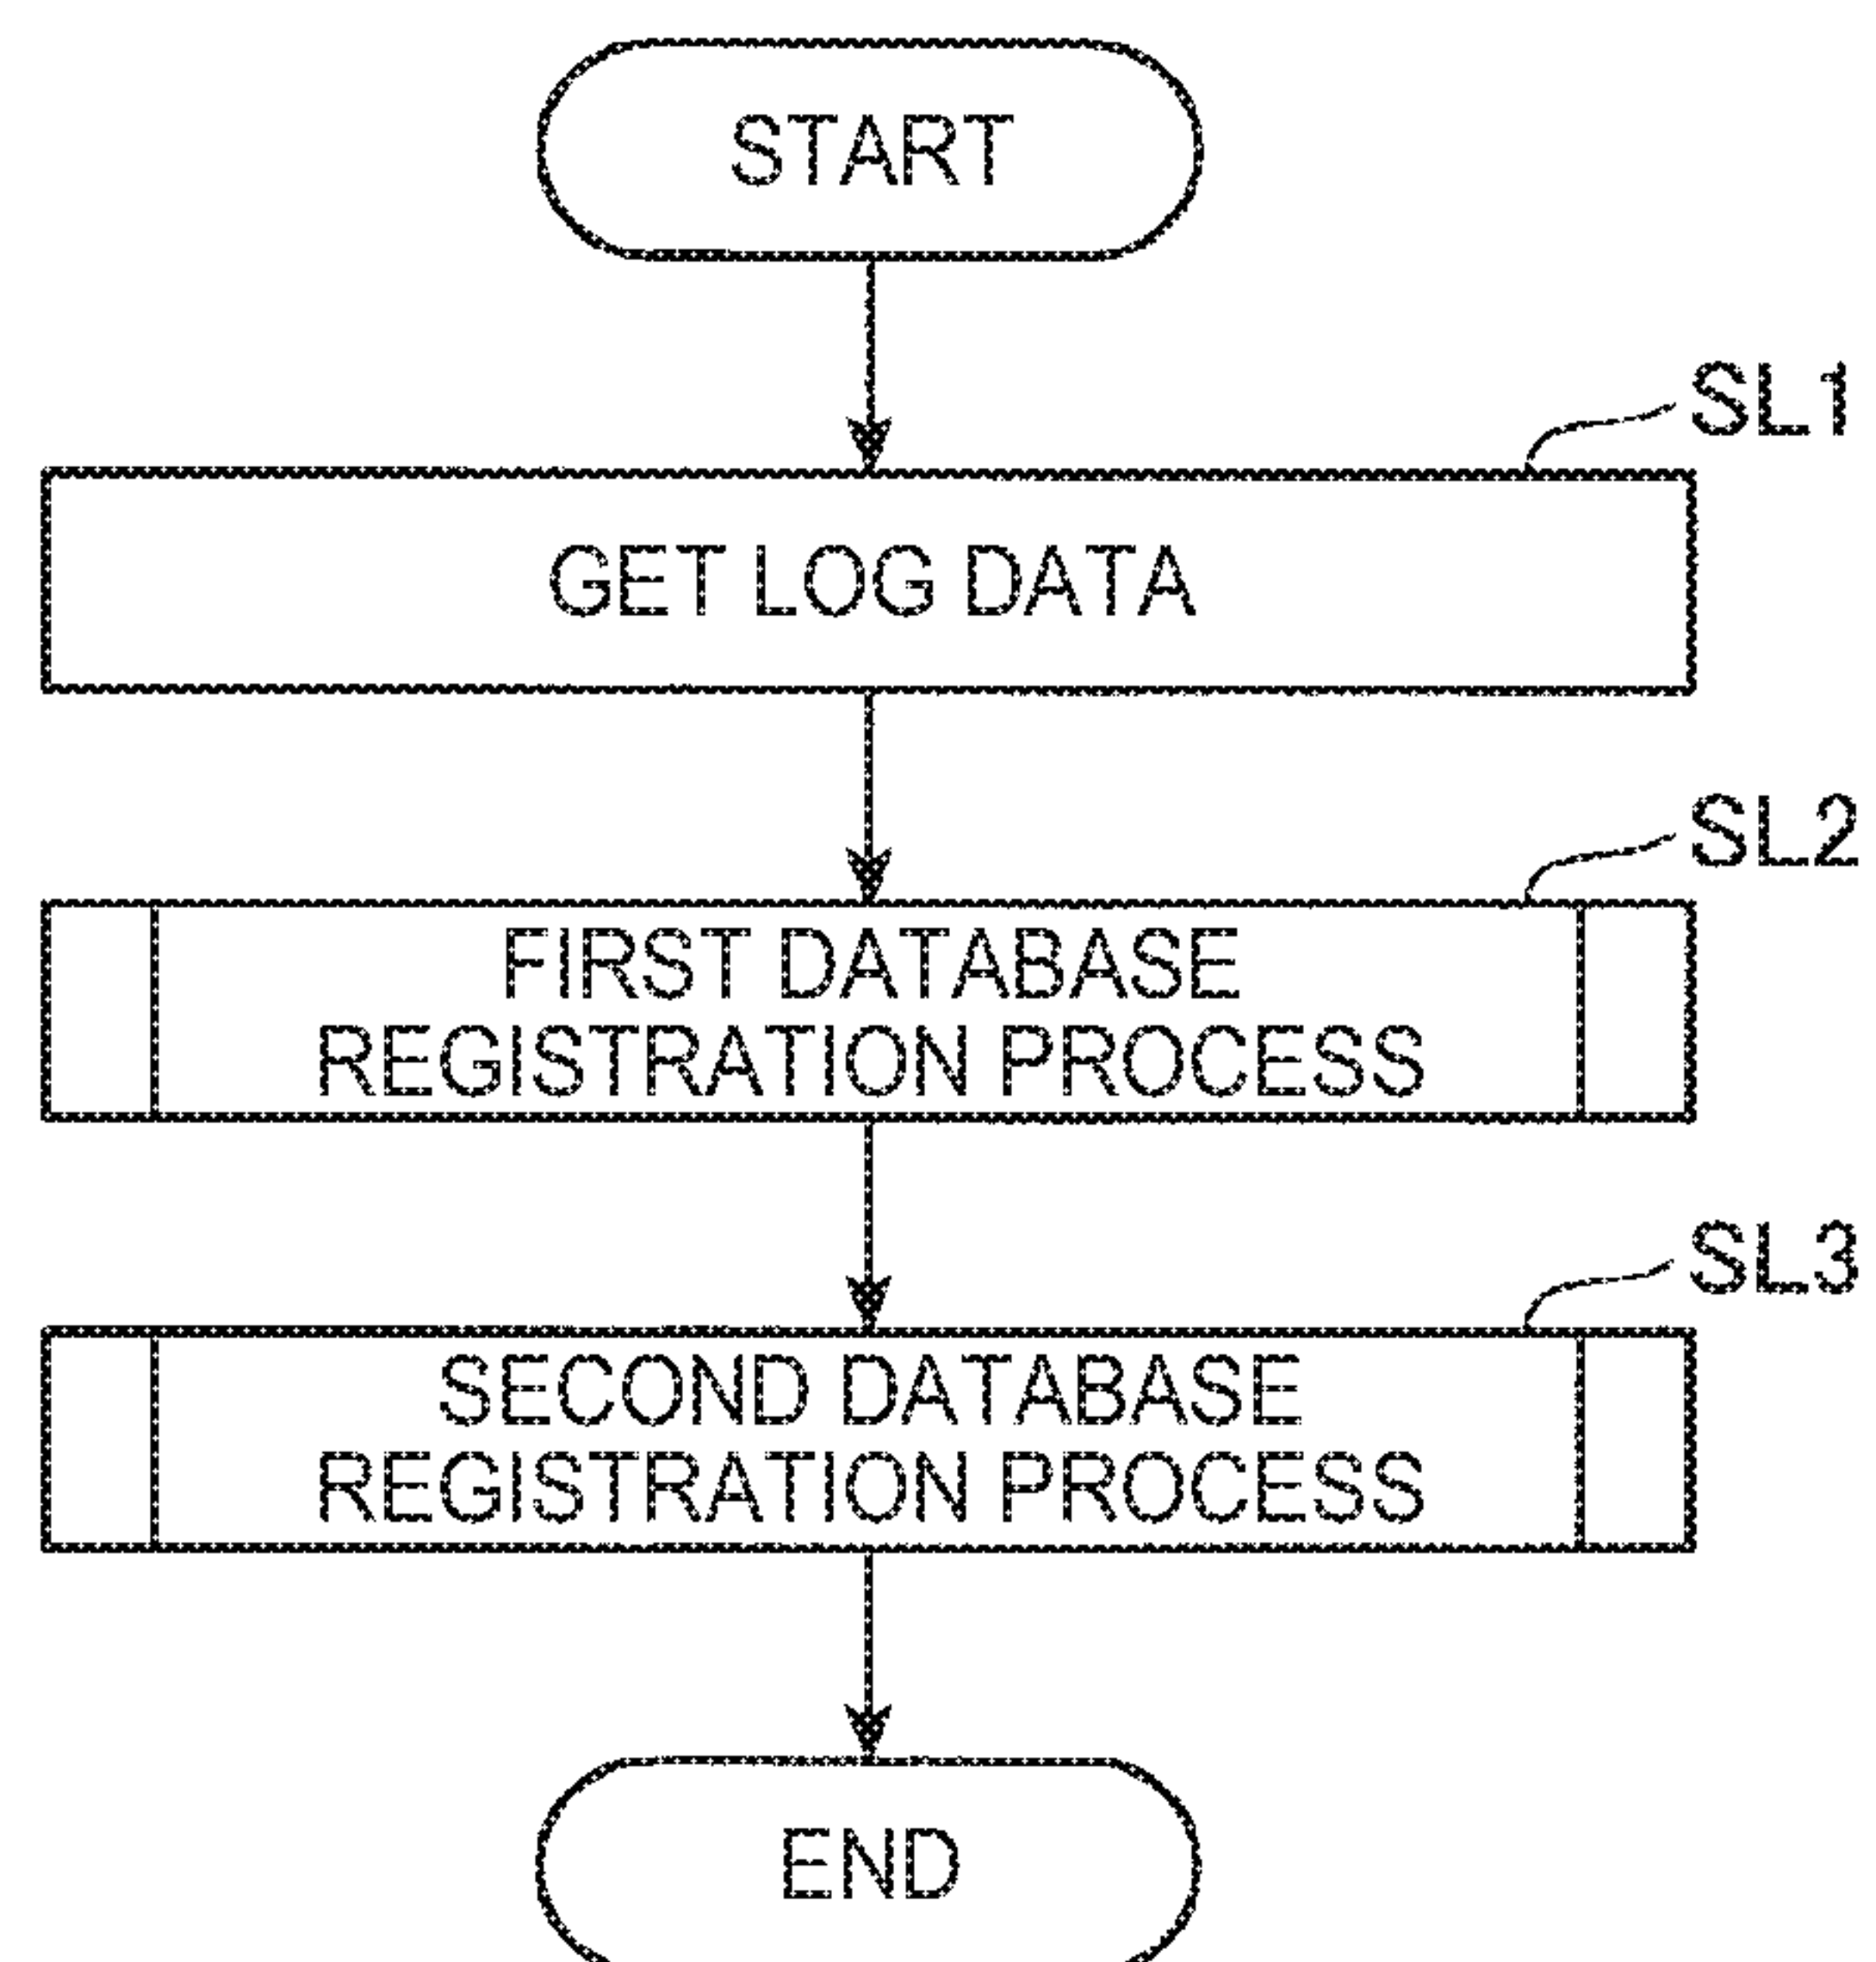 START
SL1
GET LOG DATA
SL2
FIRST DATABASE
REGISTRATION PROCESS
SL3
SECOND DATABASE
REGISTRATION PROCESS
END